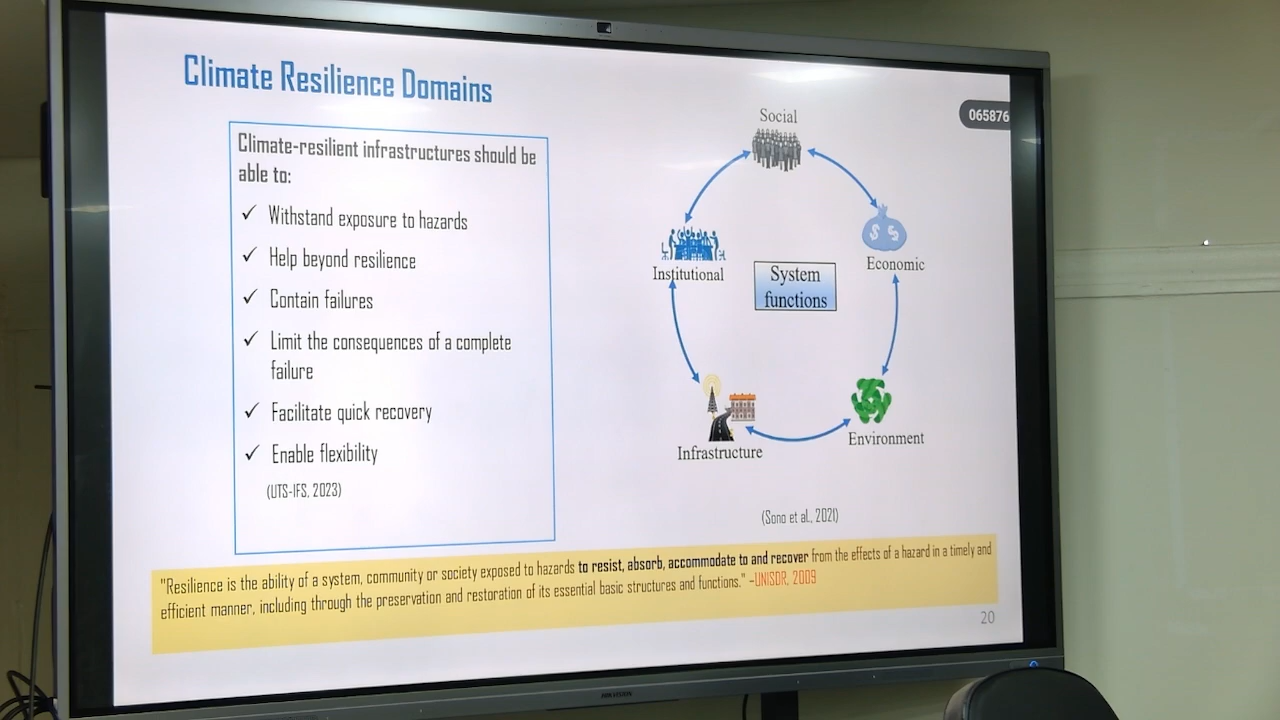 Climate Resilience Domains
Climate-resilient infrastructures should be
able to:
✓ Withstand exposure to hazards
✓ Help beyond resilience
✓ Contain failures
✓ Limit the consequences of a complete
failure
✓ Facilitate quick recovery
✓ Enable flexibility
(UTS-IFS, 2023)
065876
Social
Institutional
Economic
System
functions
Infrastructure
Environment
(Sono et al., 2021)
"Resilience is the ability of a system, community or society exposed to hazards to resist, absorb, accommodate to and recover from the effects of a hazard in a timely and
efficient manner, including through the preservation and restoration of its essential basic structures and functions." –UNISDR, 2009
20
HIKVISION